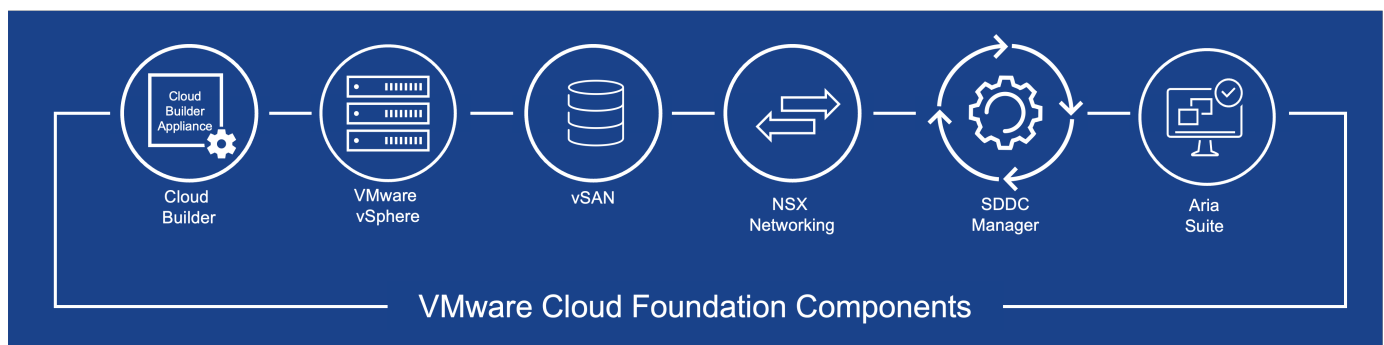 Cloud
Builder
Appliance
Cloud
Builder
VMware
vSphere
vSAN
NSX
Networking
SDDC
Manager
Aria
Suite
VMware Cloud Foundation Components